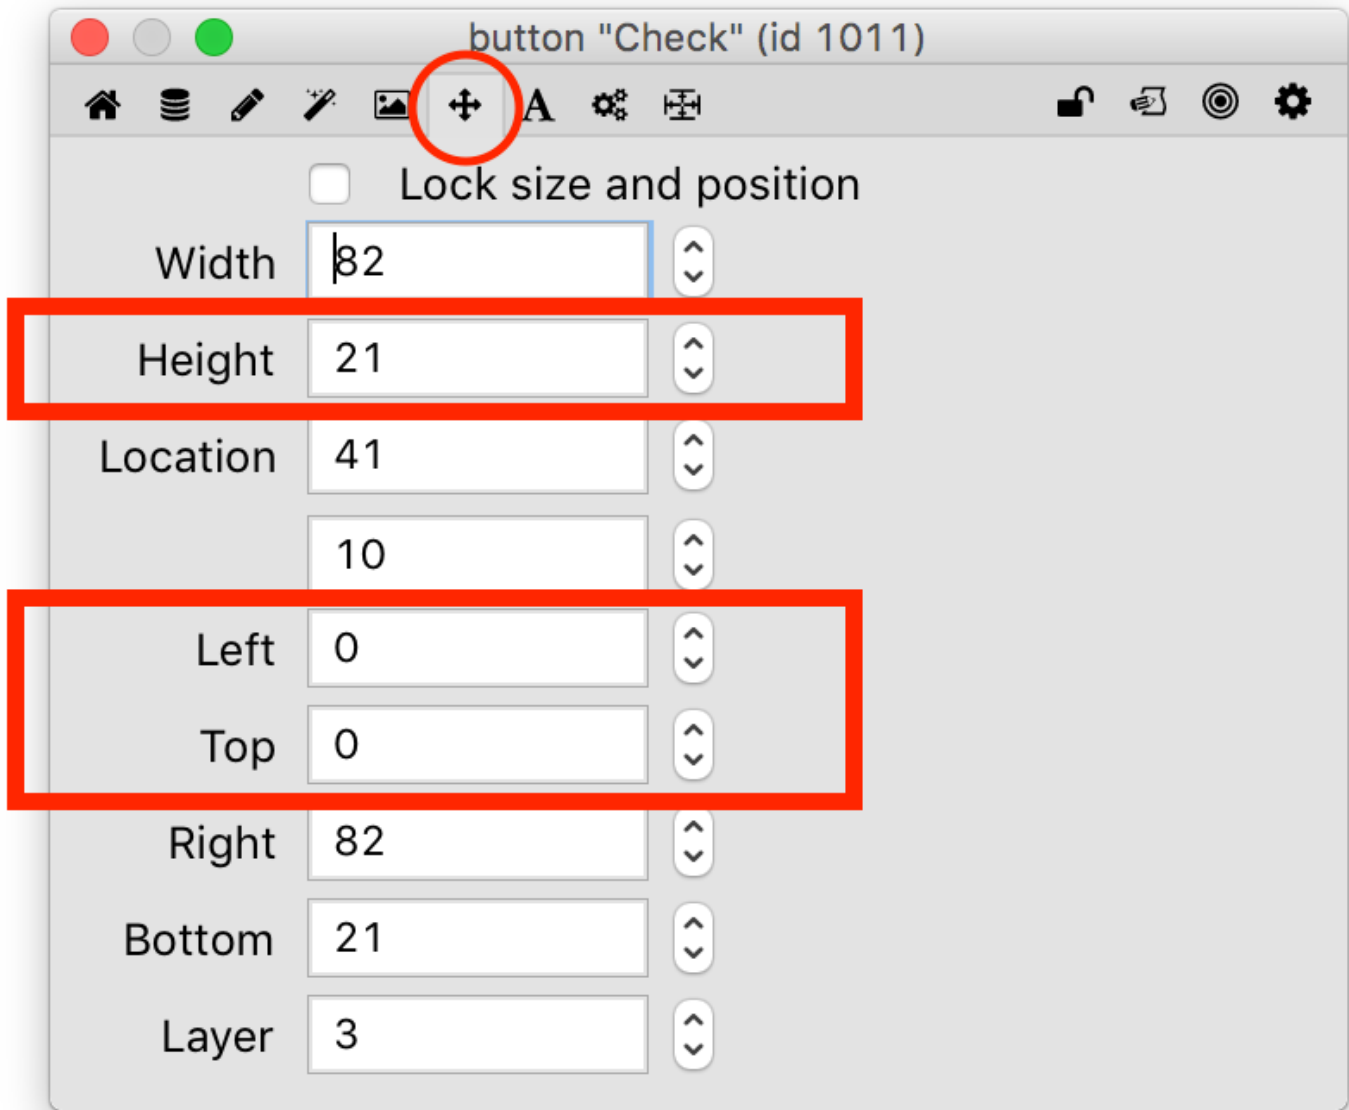 button "Check" (id 1011)
A
Lock size and position
Width 82
Height 21
Location 41
10
Left 0
Top 0
Right 82
Bottom 21
Layer 3